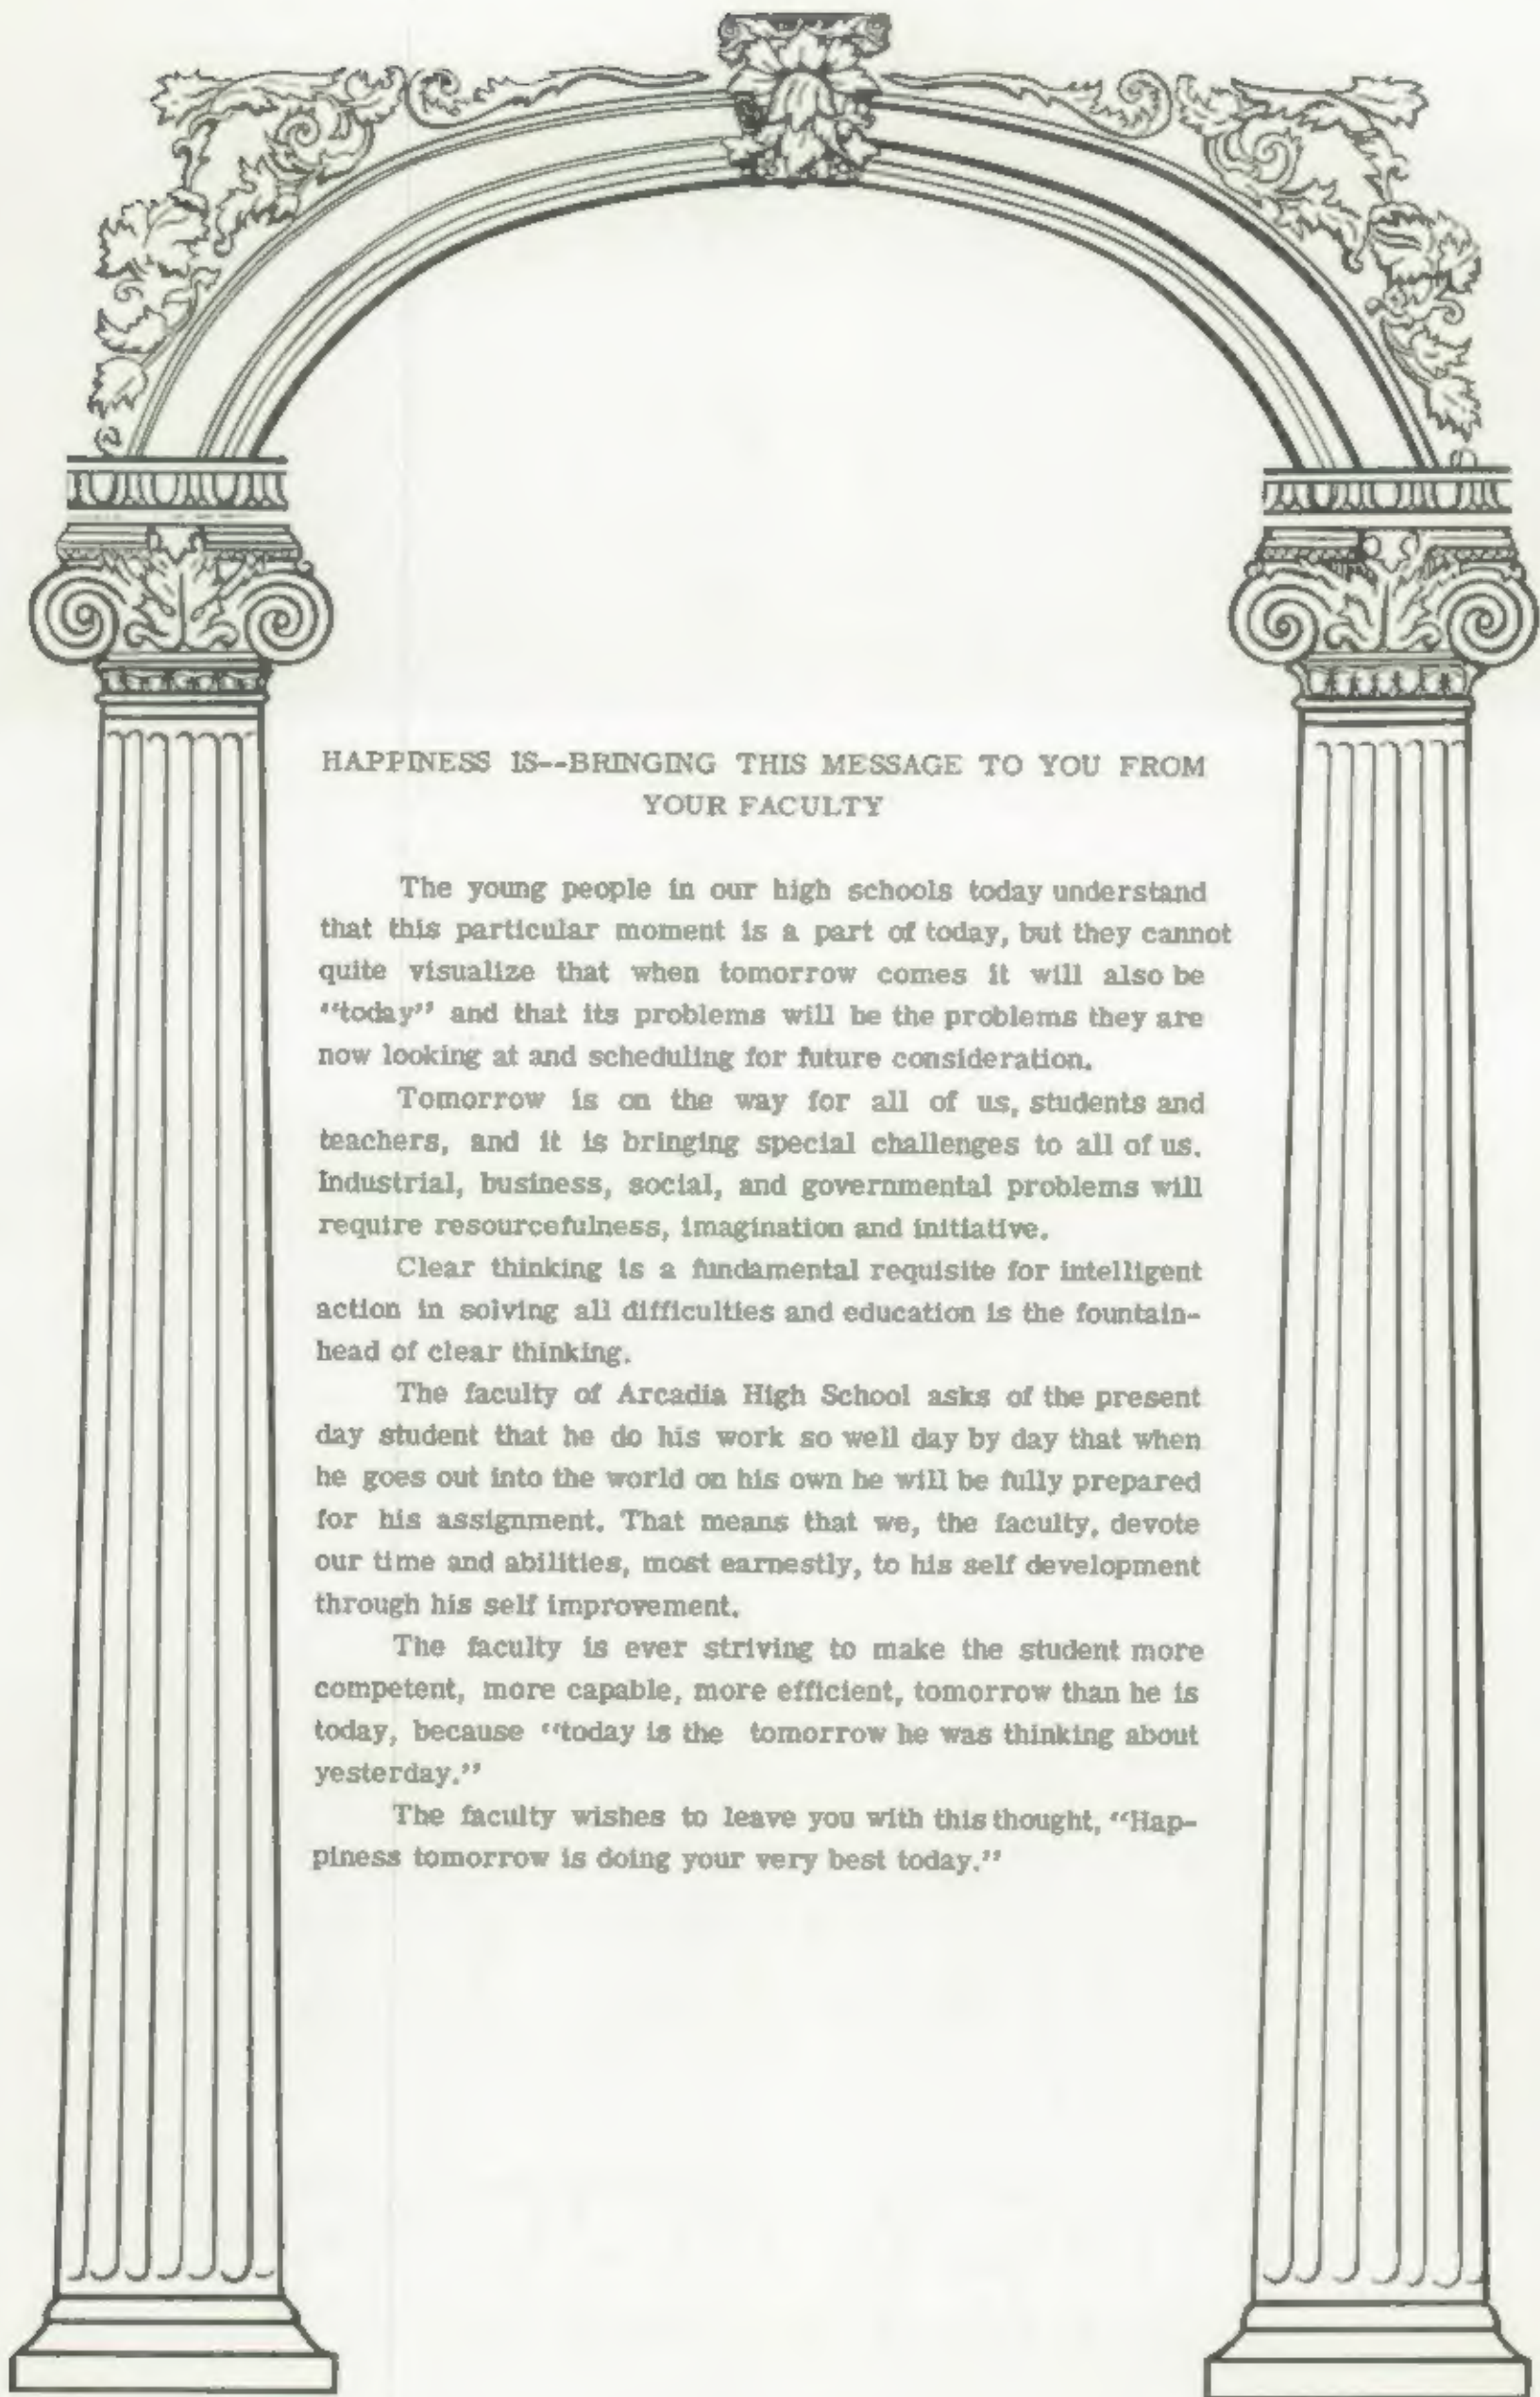 HAPPINESS IS--BRINGING THIS MESSAGE TO YOU FROM
YOUR FACULTY
The young people in our high schools today understand
that this particular moment is a part of today, but they cannot
quite visualize that when tomorrow comes it will also be
“today” and that its problems will be the problems they are
now looking at and scheduling for future consideration.
Tomorrow is on the way for all of us, students and
teachers, and it is bringing special challenges to all of us.
Industrial, business, social, and governmental problems will
require resourcefulness, imagination and initiative.
Clear thinking is a fundamental requisite for intelligent
action in solving all difficulties and education is the fountain-
head of clear thinking.
The faculty of Arcadia High School asks of the present
day student that he do his work so well day by day that when
he goes out into the world on his own he will be fully prepared
for his assignment. That means that we, the faculty, devote
our time and abilities, most earnestly, to his self development
through his self improvement.
The faculty is ever striving to make the student more
competent, more capable, more efficient, tomorrow than he is
today, because “today is the tomorrow he was thinking about
yesterday.”
The faculty wishes to leave you with this thought, “Hap-
piness tomorrow is doing your very best today.”